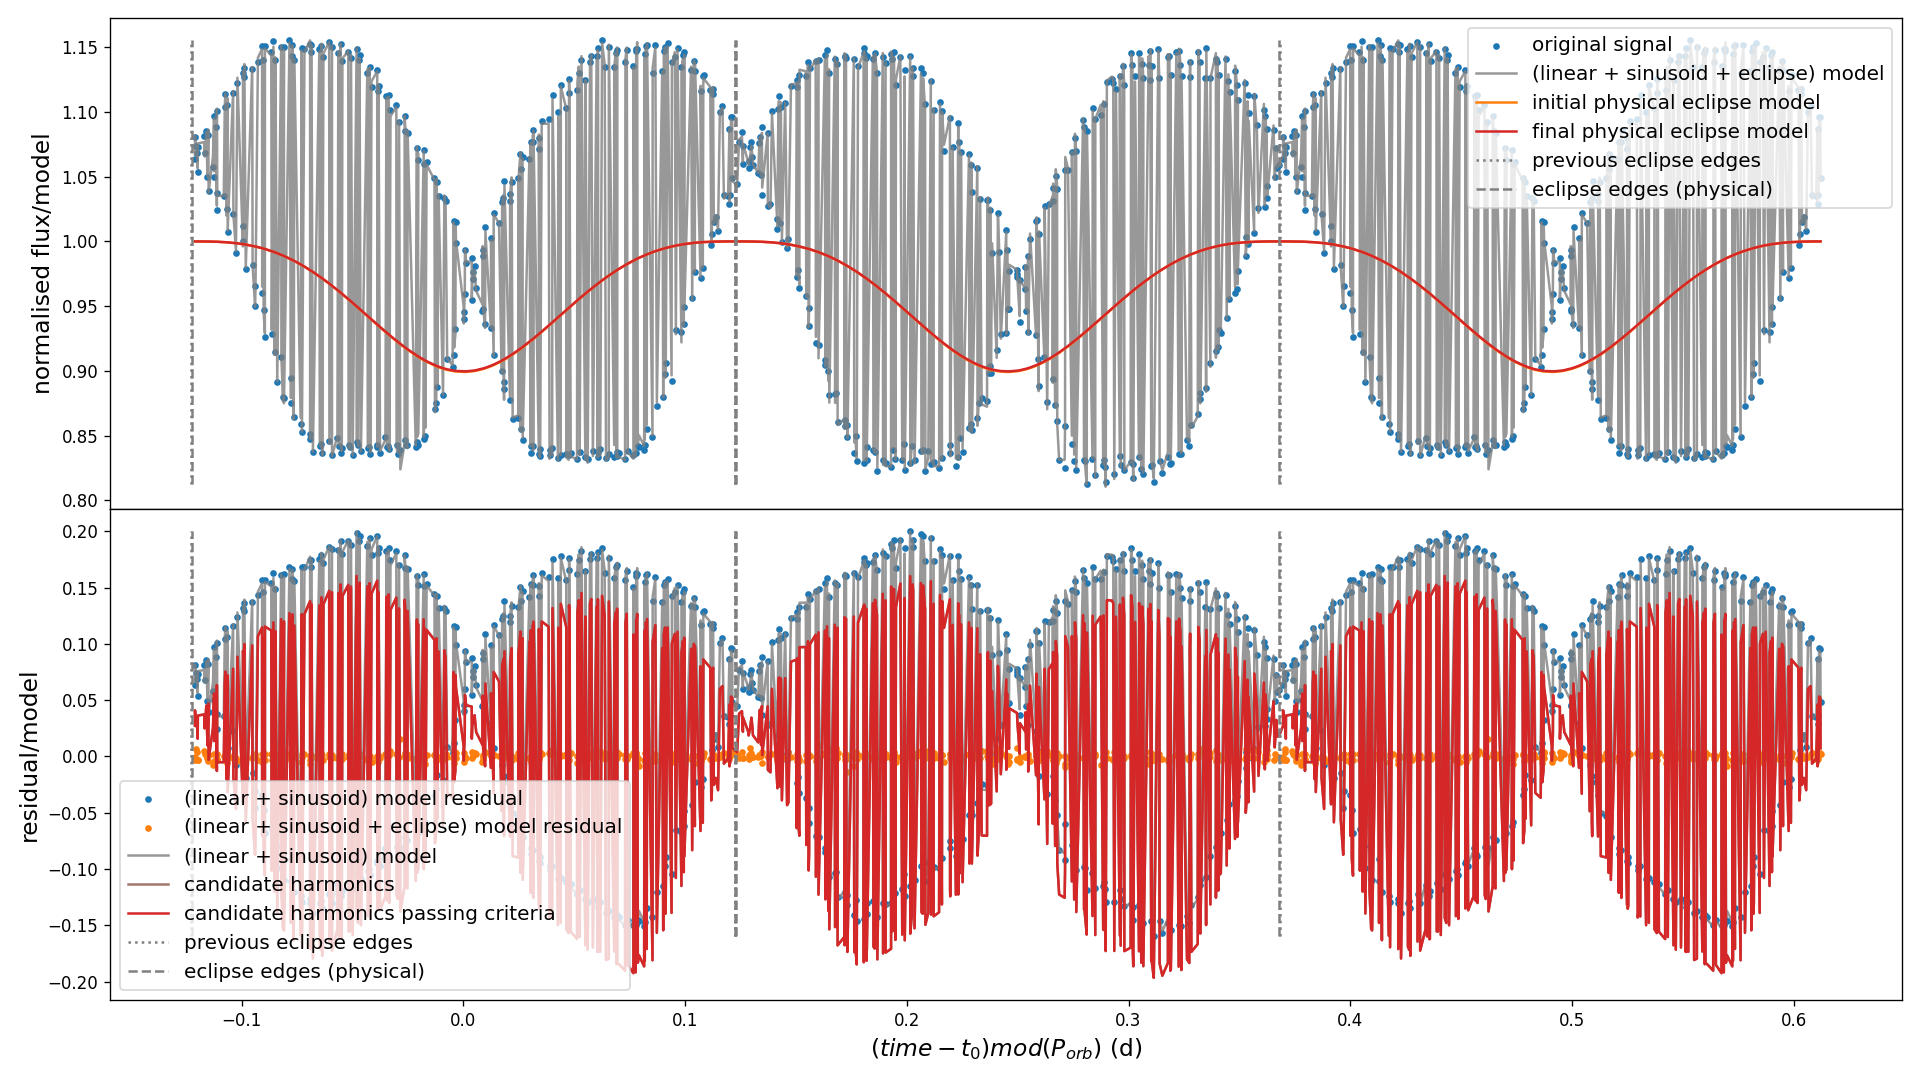 normalised flux/model
1.15
1.10
1.05
1.00
0.95
0.90
0.85
0.80
original signal
(linear + sinusoid + eclipse) model
initial physical eclipse model
final physical eclipse model
previous eclipse edges
eclipse edges (physical)
residual/model
0.20
0.15
0.10
0.05
0.00
−0.05
−0.10
−0.15
−0.20
(linear + sinusoid) model residual
(linear + sinusoid + eclipse) model residual
(linear + sinusoid) model
candidate harmonics
candidate harmonics passing criteria
previous eclipse edges
eclipse edges (physical)
−0.1 0.0 0.1 0.2 0.3 0.4 0.5 0.6
(time − t₀)mod(P_orb) (d)